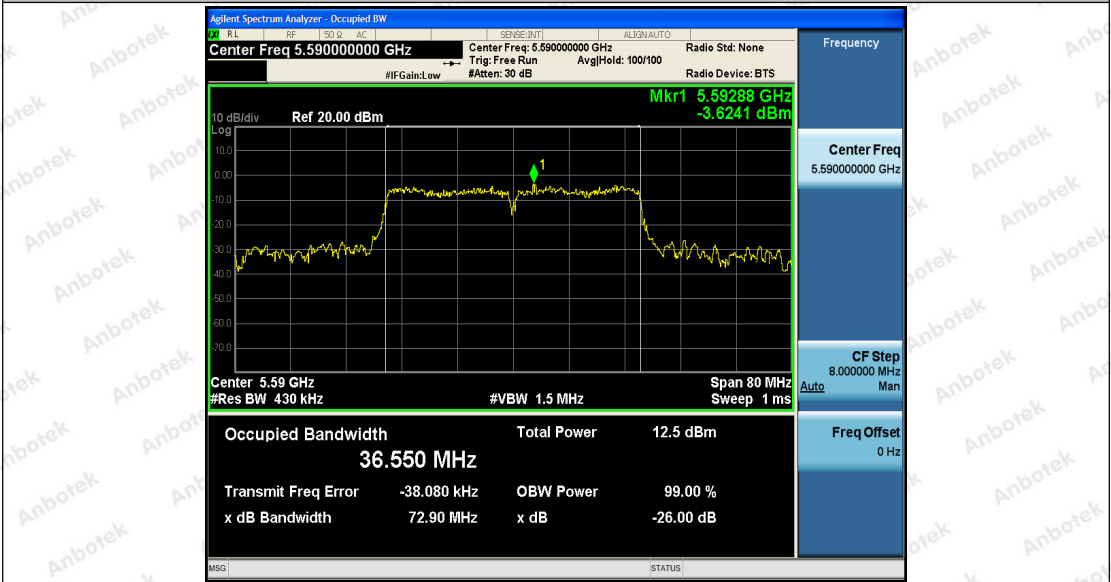 Agilent Spectrum Analyzer - Occupied BW
LXI RL RF 50 Ω AC SENSE:INT ALIGN AUTO
Center Freq 5.590000000 GHz
Center Freq: 5.590000000 GHz Radio Std: None
Trig: Free Run Avg|Hold: 100/100
#IFGain:Low #Atten: 30 dB Radio Device: BTS
Mkr1 5.59288 GHz
-3.6241 dBm
10 dB/div Ref 20.00 dBm
Log
10.0
0.00
-10.0
-20.0
-30.0
-40.0
-50.0
-60.0
-70.0
1
Center 5.59 GHz Span 80 MHz
#Res BW 430 kHz #VBW 1.5 MHz Sweep 1 ms
Occupied Bandwidth Total Power 12.5 dBm
36.550 MHz
Transmit Freq Error -38.080 kHz OBW Power 99.00 %
x dB Bandwidth 72.90 MHz x dB -26.00 dB
MSG STATUS
Frequency
Center Freq
5.590000000 GHz
CF Step
8.000000 MHz
Auto Man
Freq Offset
0 Hz
Anbotek